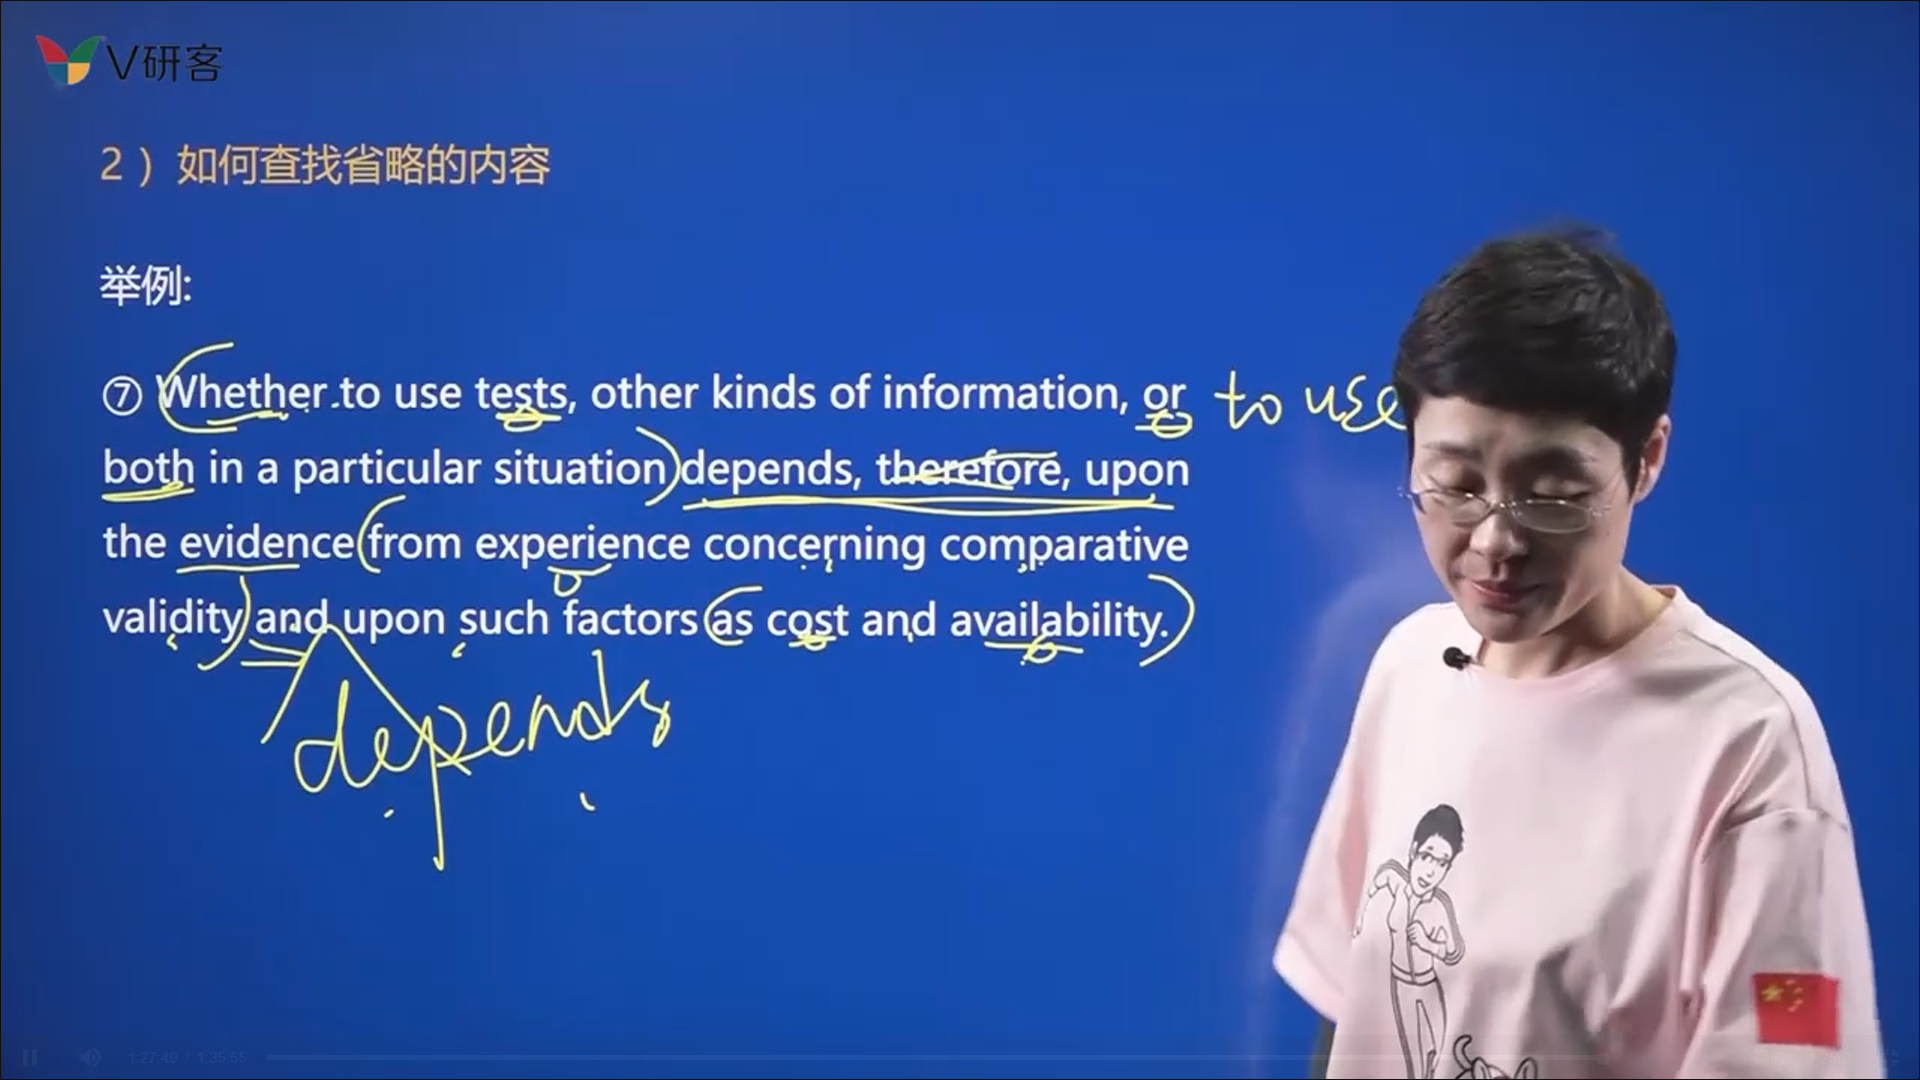 V研客
2）如何查找省略的内容
举例:
⑦ Whether to use tests, other kinds of information, or to use
both in a particular situation depends, therefore, upon
the evidence from experience concerning comparative
validity and upon such factors as cost and availability.
depends
1:27:49 / 1:35:55